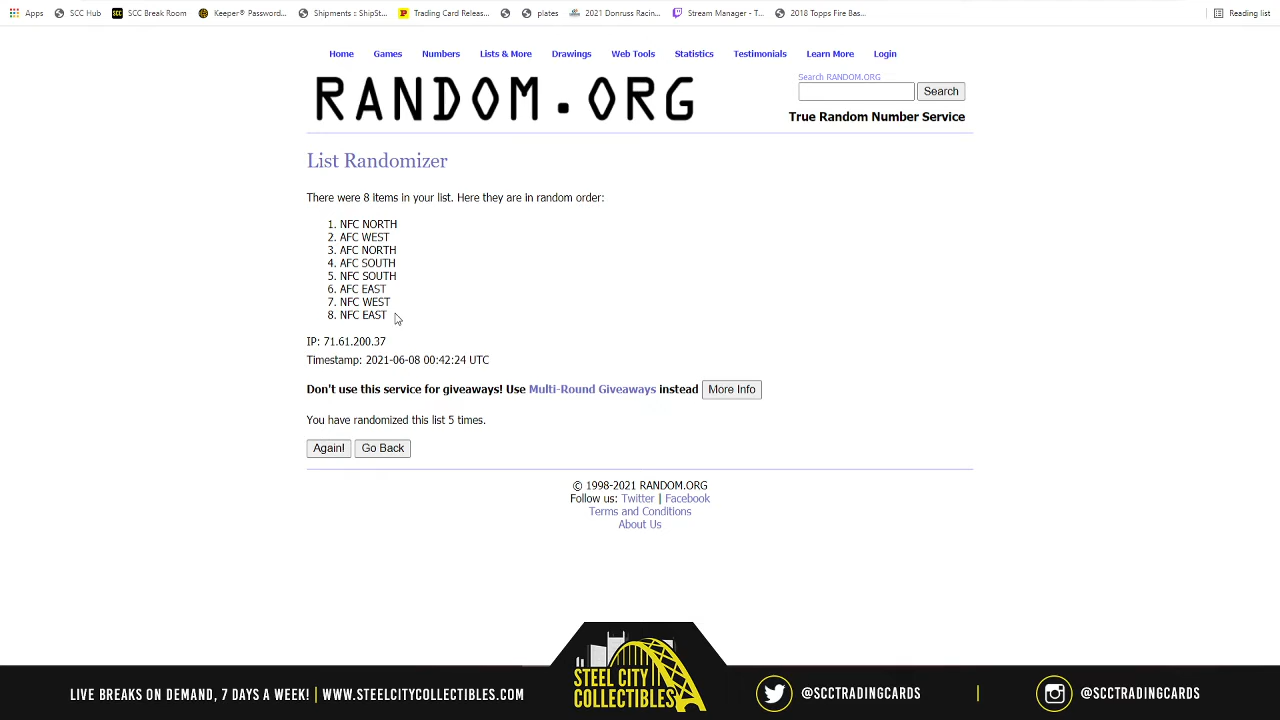 Apps SCC Hub SCC Break Room Keeper® Password... Shipments :: ShipSt... Trading Card Releas... plates 2021 Donruss Racin... Stream Manager - T... 2018 Topps Fire Bas... Reading list
Home Games Numbers Lists & More Drawings Web Tools Statistics Testimonials Learn More Login
RANDOM.ORG
Search RANDOM.ORG
Search
True Random Number Service
List Randomizer
There were 8 items in your list. Here they are in random order:
1. NFC NORTH
2. AFC WEST
3. AFC NORTH
4. AFC SOUTH
5. NFC SOUTH
6. AFC EAST
7. NFC WEST
8. NFC EAST
IP: 71.61.200.37
Timestamp: 2021-06-08 00:42:24 UTC
Don't use this service for giveaways! Use Multi-Round Giveaways instead More Info
You have randomized this list 5 times.
Again! Go Back
© 1998-2021 RANDOM.ORG
Follow us: Twitter | Facebook
Terms and Conditions
About Us
LIVE BREAKS ON DEMAND, 7 DAYS A WEEK! | WWW.STEELCITYCOLLECTIBLES.COM
STEEL CITY
COLLECTIBLES
@SCCTRADINGCARDS | @SCCTRADINGCARDS